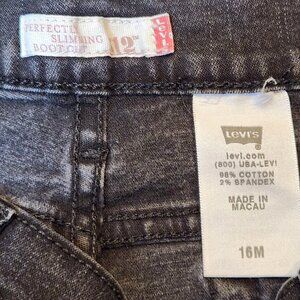 PERFECTLY
SLIMMING
BOOTCUT
12
LEVI'S
Levi's
levi.com
(800) USA-LEVI
98% COTTON
2% SPANDEX
MADE IN
MACAU
16M